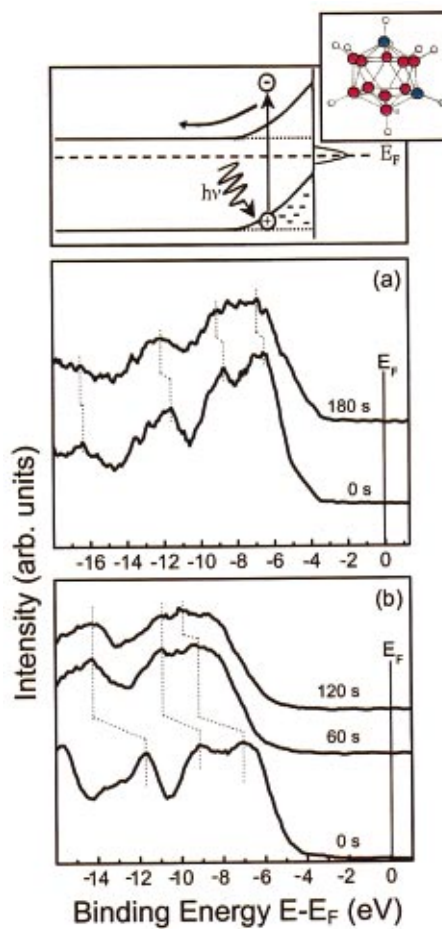 E_F
hν
(a)
E_F
180 s
0 s
-16 -14 -12 -10 -8 -6 -4 -2 0
Intensity (arb. units)
(b)
E_F
120 s
60 s
0 s
-14 -12 -10 -8 -6 -4 -2 0
Binding Energy E-E_F (eV)